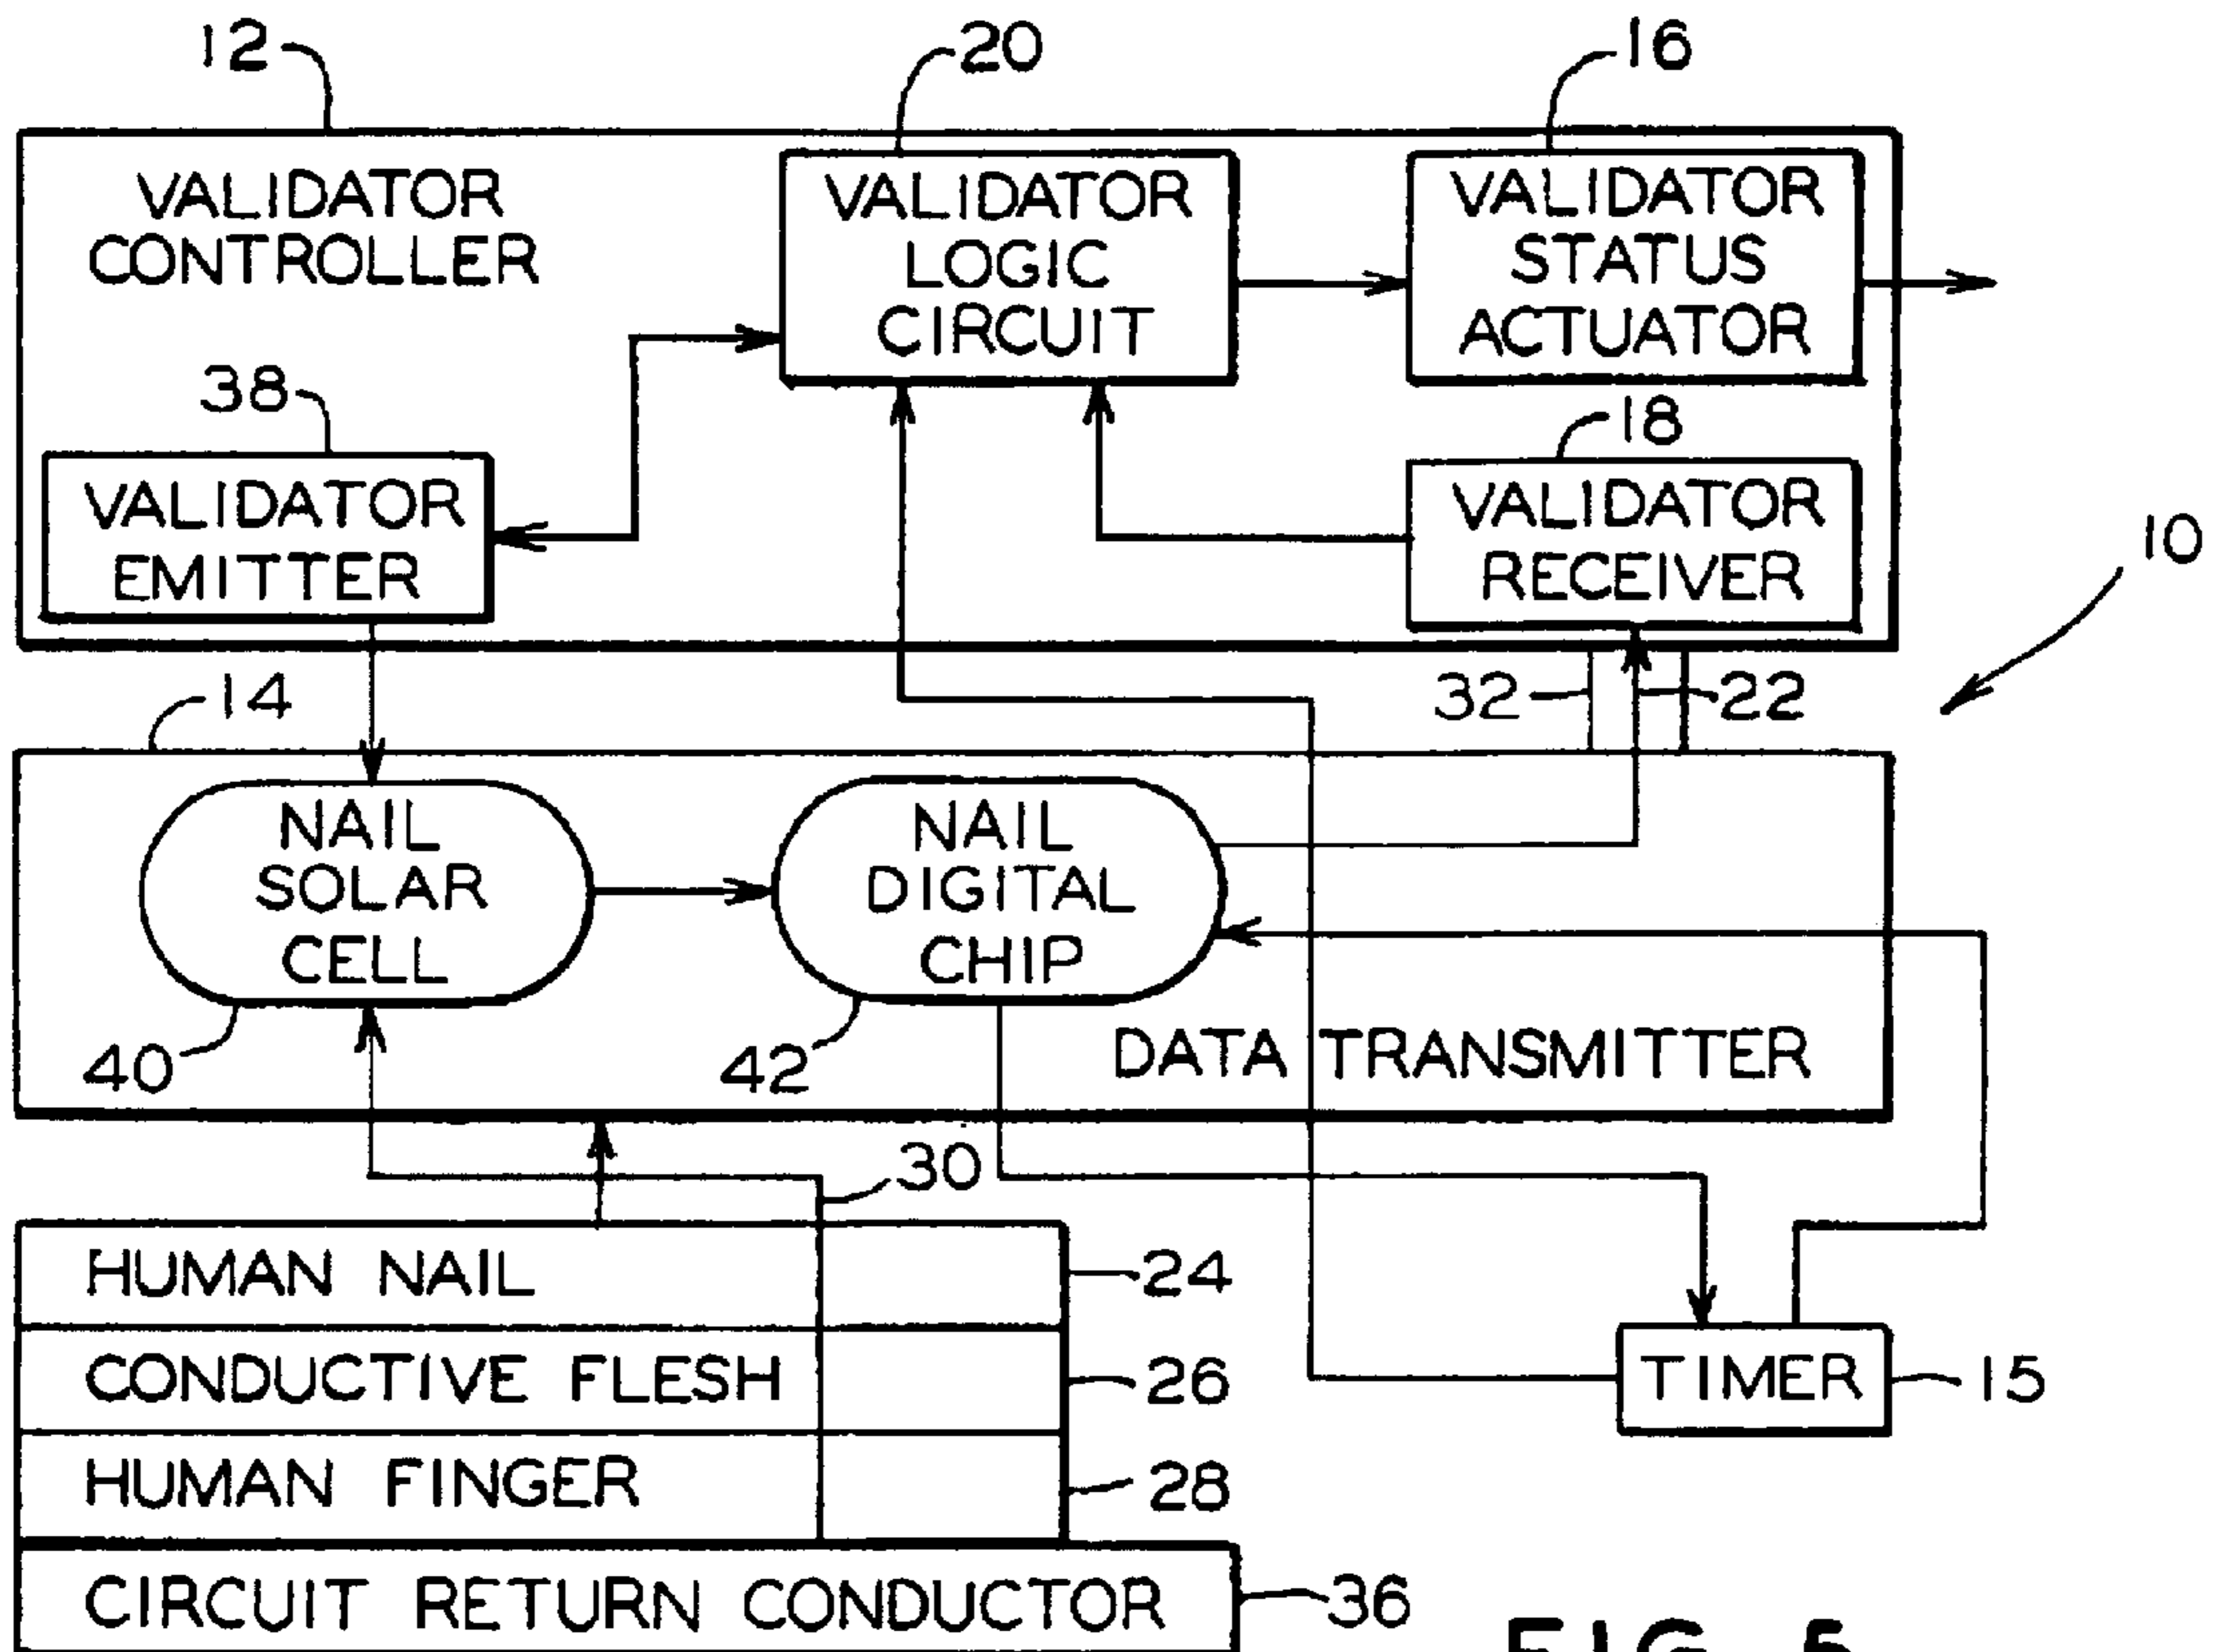 12
20
16
VALIDATOR
CONTROLLER
VALIDATOR
LOGIC
CIRCUIT
VALIDATOR
STATUS
ACTUATOR
38
18
VALIDATOR
EMITTER
VALIDATOR
RECEIVER
10
14
32
22
NAIL
SOLAR
CELL
NAIL
DIGITAL
CHIP
40
42
DATA TRANSMITTER
30
HUMAN NAIL
24
CONDUCTIVE FLESH
26
TIMER
15
HUMAN FINGER
28
CIRCUIT RETURN CONDUCTOR
36